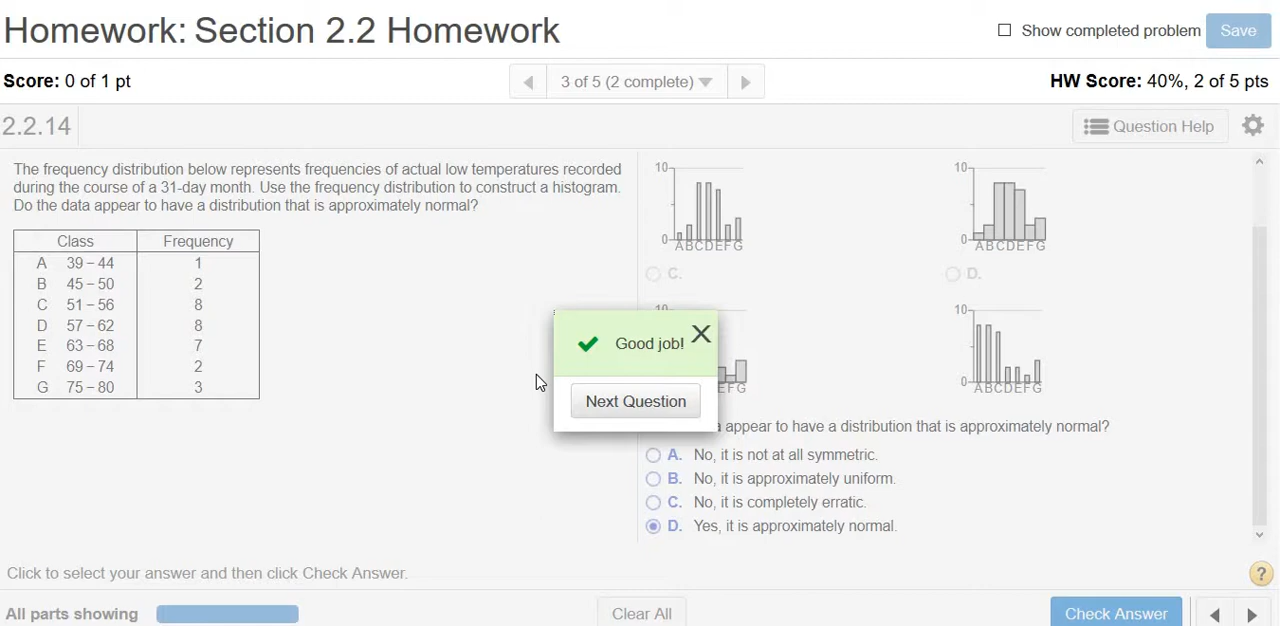 Homework: Section 2.2 Homework
Show completed problem
Save
Score: 0 of 1 pt
3 of 5 (2 complete)
HW Score: 40%, 2 of 5 pts
2.2.14
Question Help
The frequency distribution below represents frequencies of actual low temperatures recorded
during the course of a 31-day month. Use the frequency distribution to construct a histogram.
Do the data appear to have a distribution that is approximately normal?
Class Frequency
A 39 – 44 1
B 45 – 50 2
C 51 – 56 8
D 57 – 62 8
E 63 – 68 7
F 69 – 74 2
G 75 – 80 3
10
0
ABCDEFG
10
0
ABCDEFG
C.
D.
10
EFG
10
0
ABCDEFG
Good job!
Next Question
a appear to have a distribution that is approximately normal?
A. No, it is not at all symmetric.
B. No, it is approximately uniform.
C. No, it is completely erratic.
D. Yes, it is approximately normal.
Click to select your answer and then click Check Answer.
?
All parts showing
Clear All
Check Answer